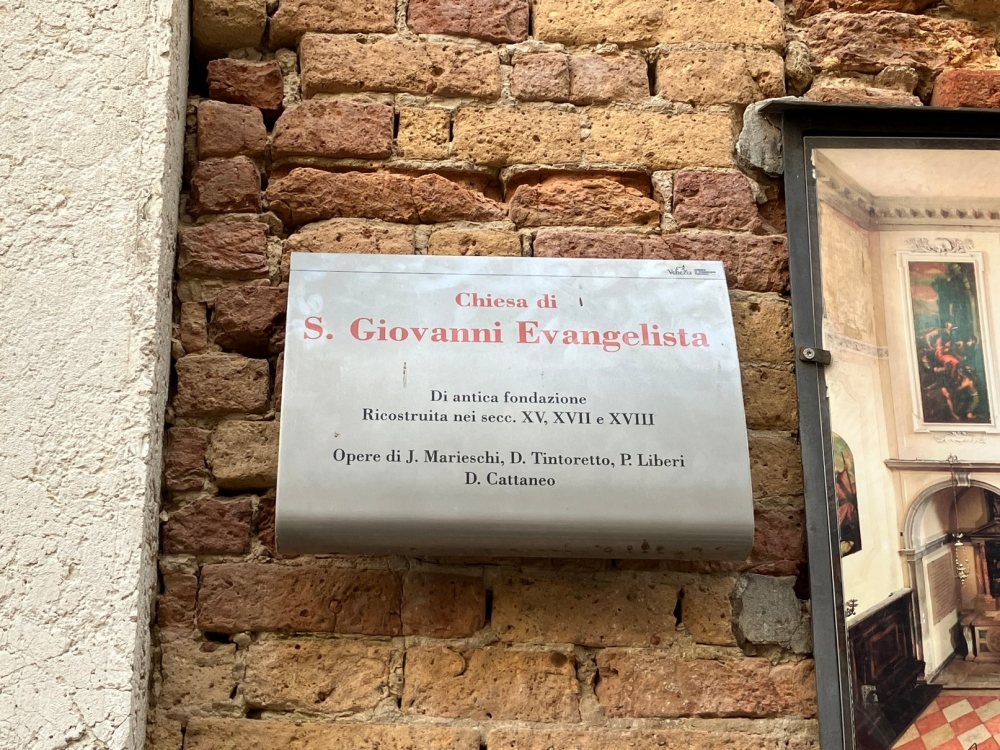 Venezia
Chiesa di
S. Giovanni Evangelista
Di antica fondazione
Ricostruita nei secc. XV, XVII e XVIII
Opere di J. Marieschi, D. Tintoretto, P. Liberi
D. Cattaneo